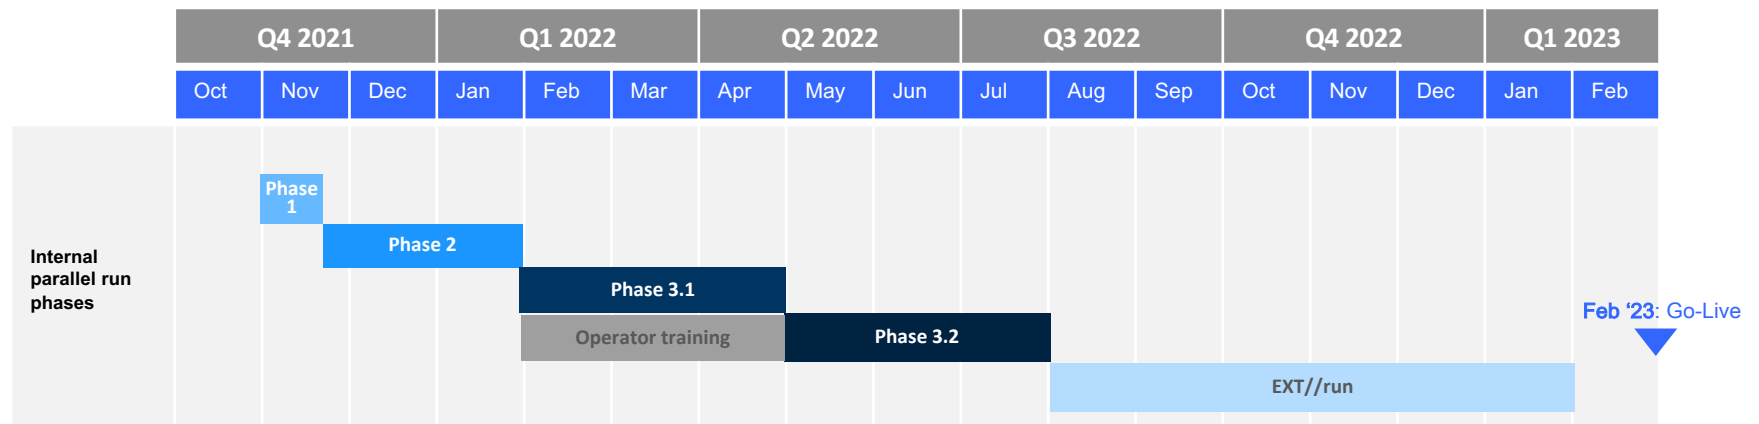 Q4 2021 Q1 2022 Q2 2022 Q3 2022 Q4 2022 Q1 2023
Oct Nov Dec Jan Feb Mar Apr May Jun Jul Aug Sep Oct Nov Dec Jan Feb
Phase
1
Phase 2
Internal
parallel run
phases
Phase 3.1
Feb ‘23: Go-Live
Operator training
Phase 3.2
EXT//run